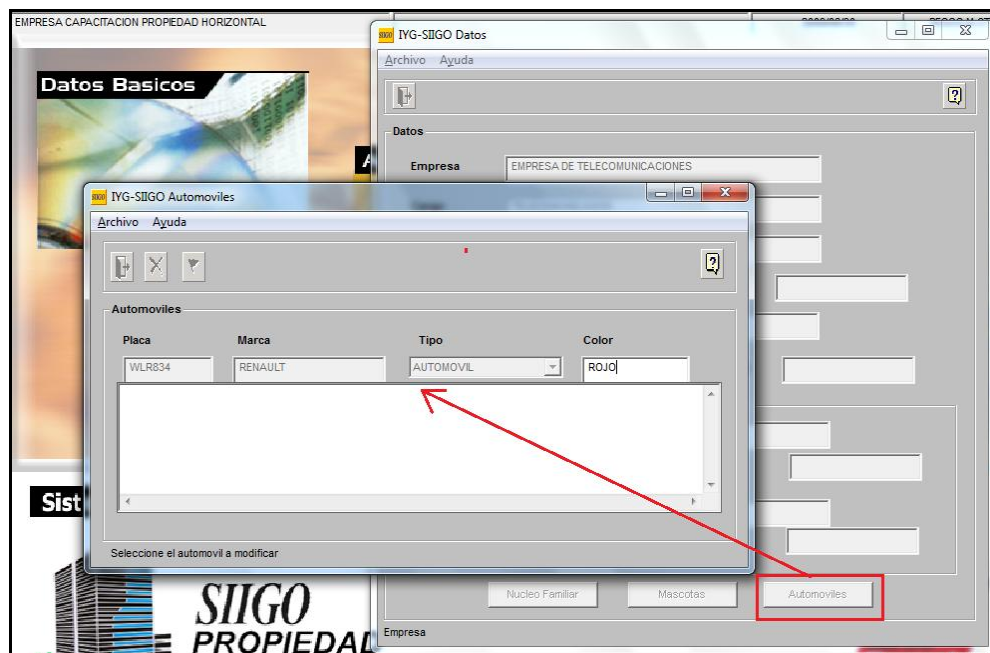 EMPRESA CAPACITACION PROPIEDAD HORIZONTAL
IYG-SIIGO Datos
Archivo Ayuda
Datos Basicos
Datos
Empresa EMPRESA DE TELECOMUNICACIONES
IYG-SIIGO Automoviles
Archivo Ayuda
Automoviles
Placa Marca Tipo Color
WLR834 RENAULT AUTOMOVIL ROJO
Sist
Seleccione el automovil a modificar
Nucleo Familiar Mascotas Automoviles
SIIGO
PROPIEDAD
Empresa